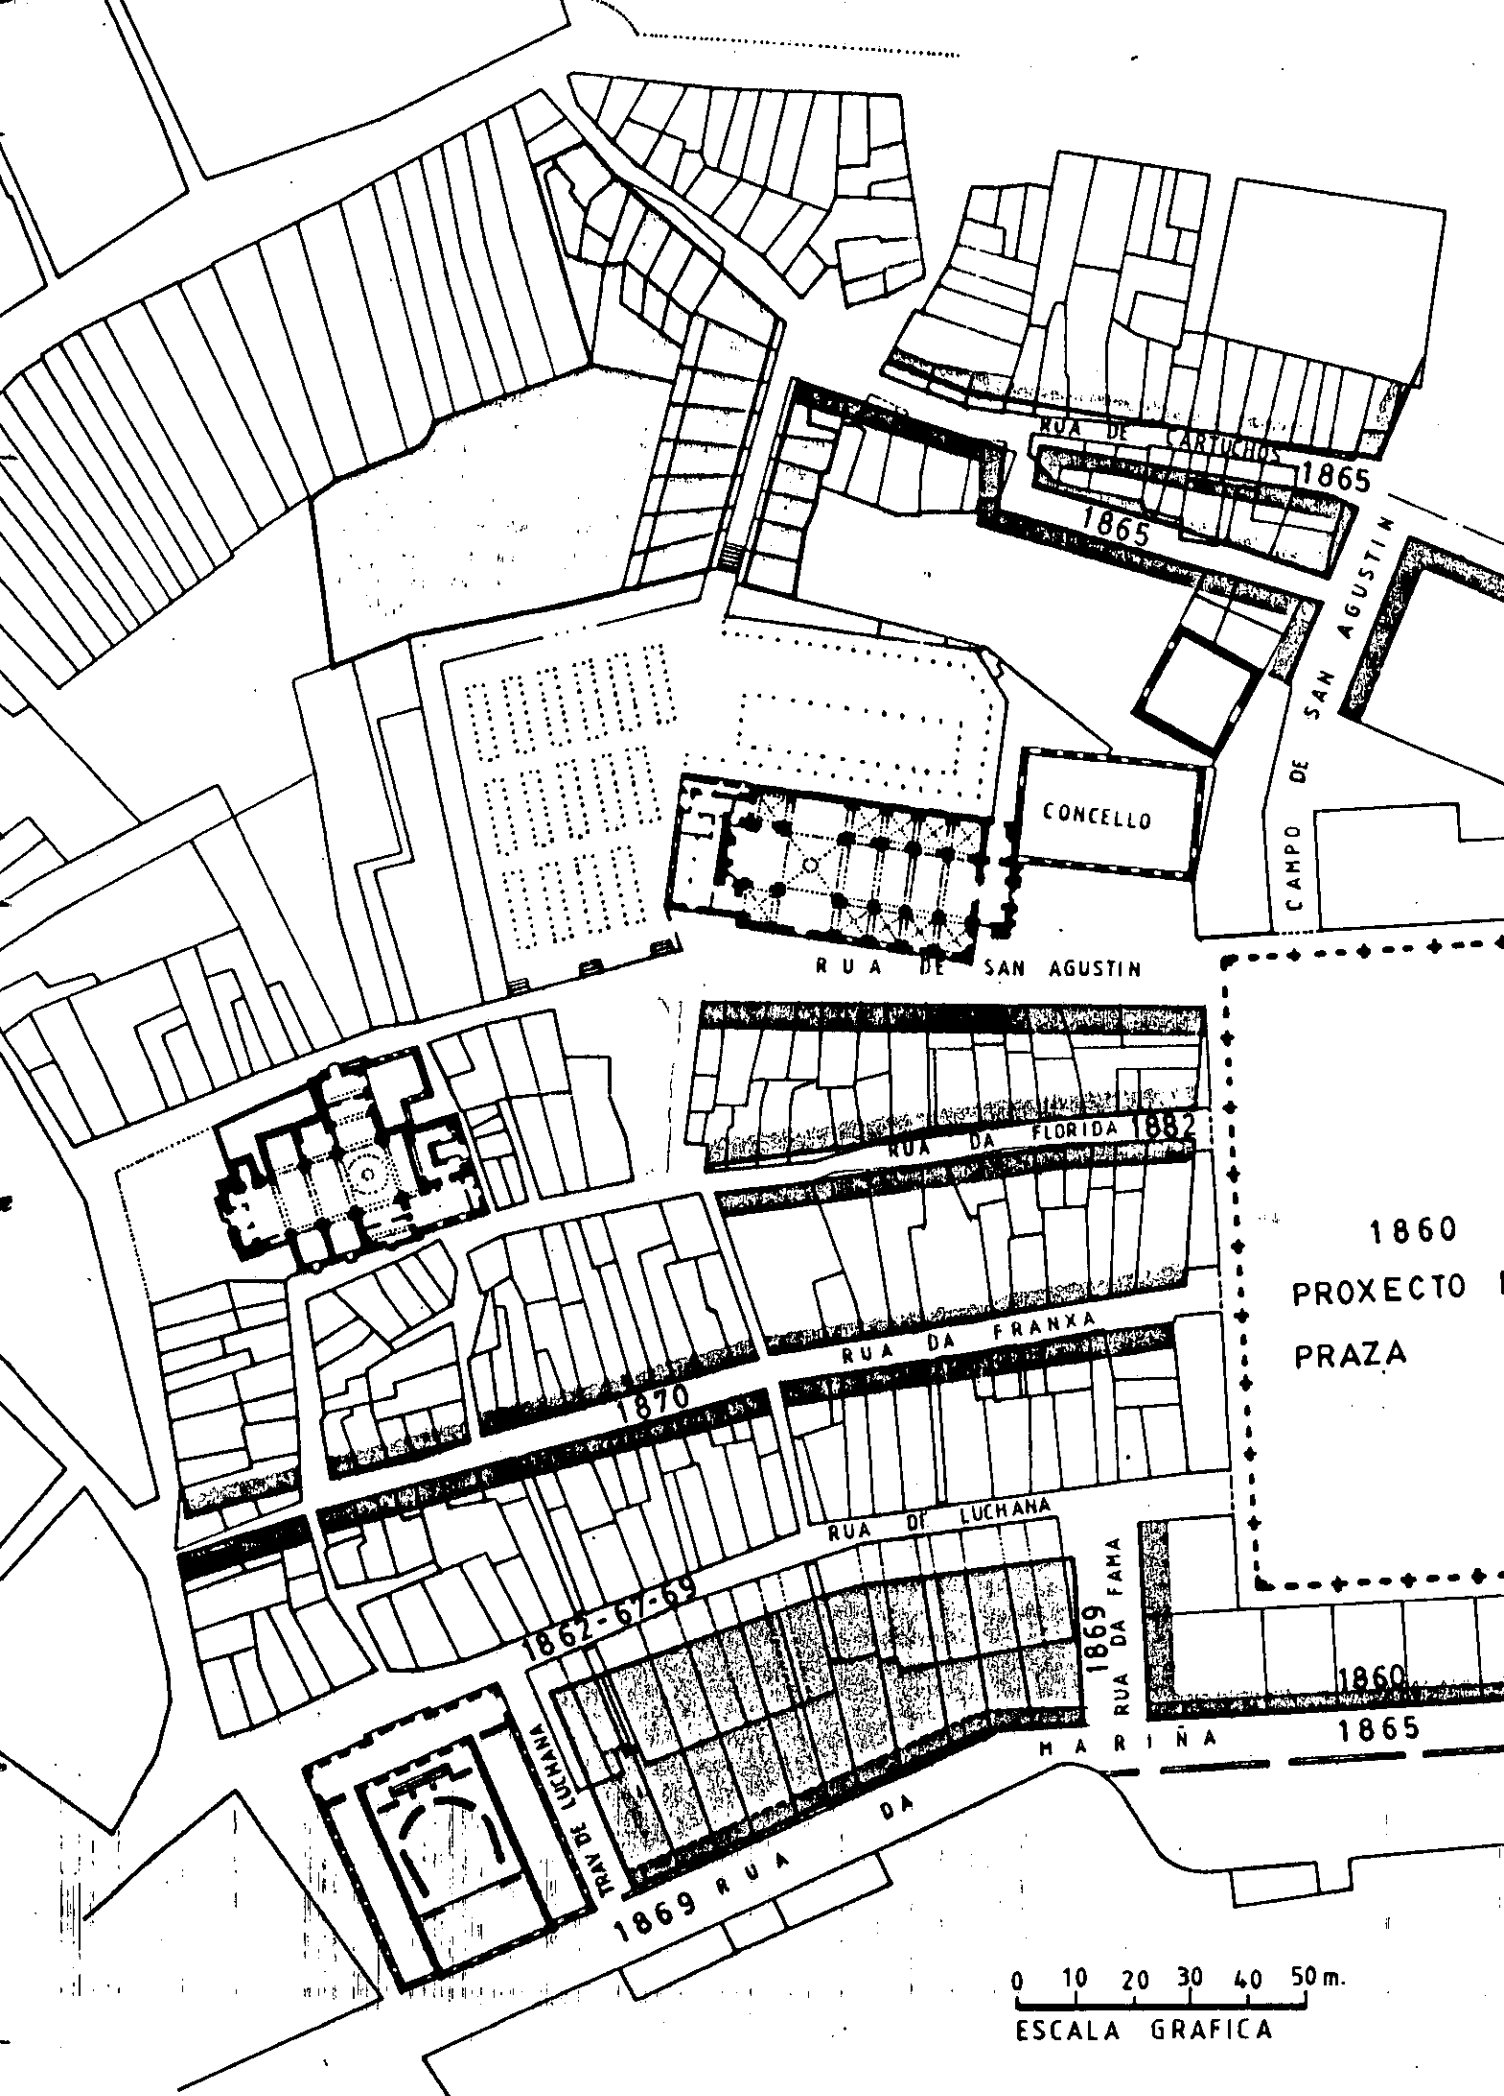 RUA DE CARTUCHOS
1865
1865
CAMPO DE SAN AGUSTIN
CONCELLO
RUA DE SAN AGUSTIN
RUA DA FLORIDA 1882
1860
PROXECTO
PRAZA
RUA DA FRANXA
1870
RUA DE LUCHANA
1862-67-69
1869
RUA DA FAMA
1860
1865
TRAV DE LUCHANA
1869 RUA DA MARIÑA
0 10 20 30 40 50 m.
ESCALA GRAFICA